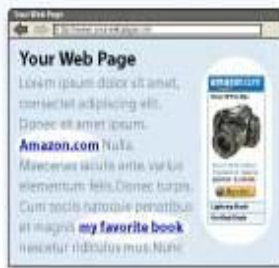 Your Web Page
Your Web Page
Lorem ipsum dolor sit amet,
consectet adipiscing elit.
Donec sit amet ipsum.
Amazon.com Nulla.
Maecenas iaculis ante, varius
elementum felis. Donec turpis.
Cum sociis natoque penatibus
et magnis my favorite book
nascetur ridiculus mus. Nunc
amazon.com